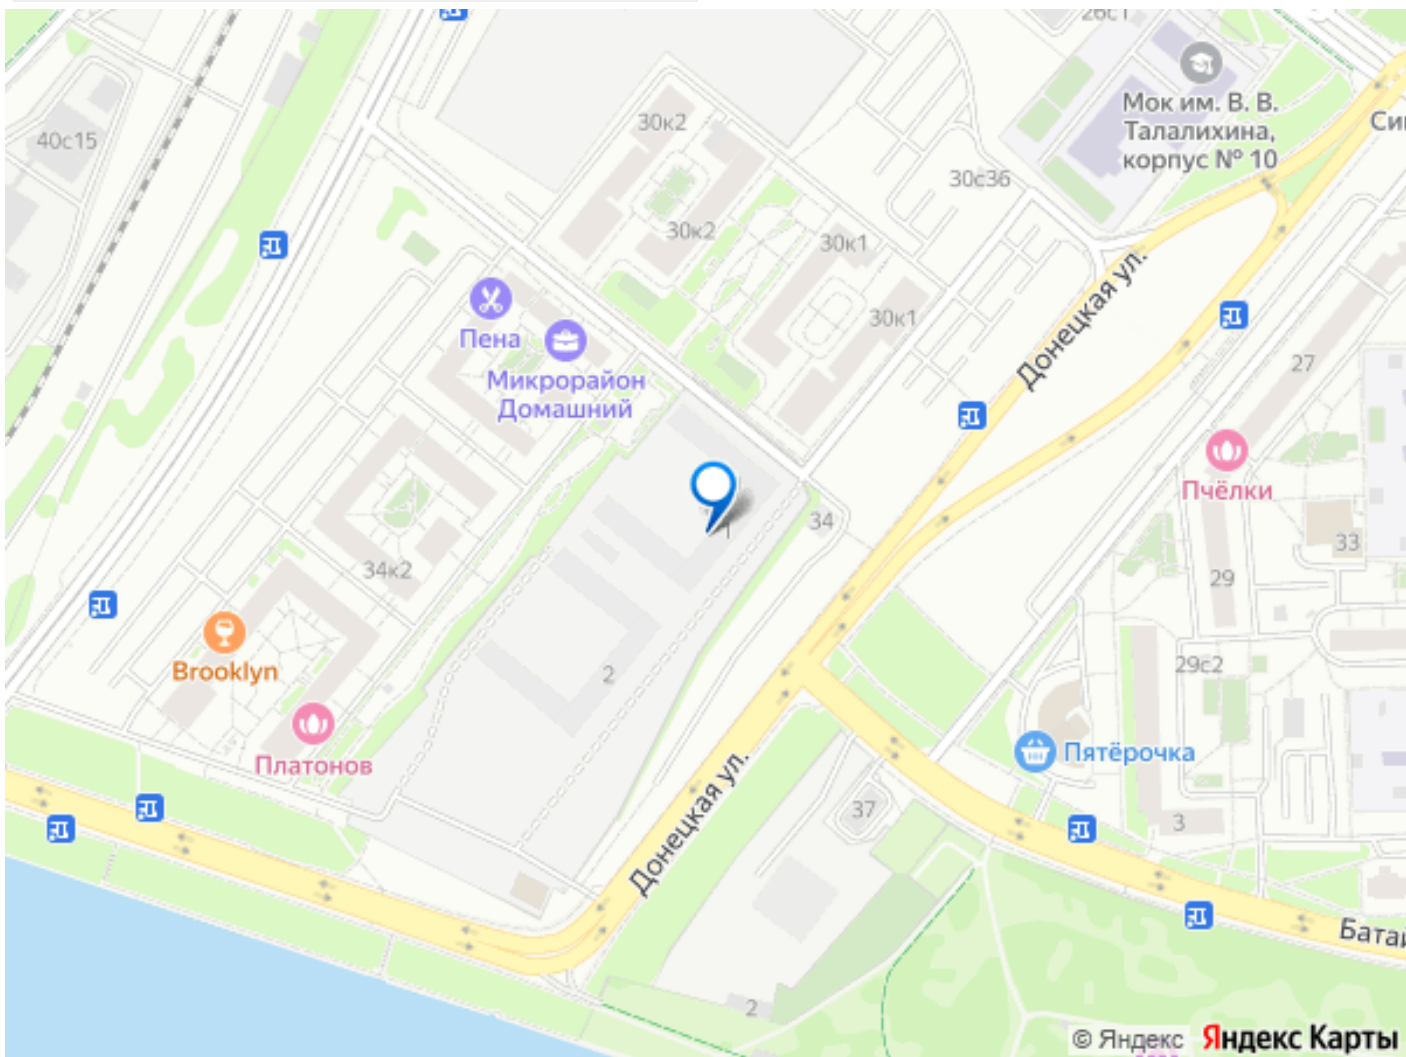 26с1
Мок им. В. В.
Талалихина,
корпус № 10
40с15
30к2
30с36
30к2
30к1
30к1
Донецкая ул.
Пена
Микрорайон
Домашний
27
Пчёлки
34
33
1
34к2
29
Brooklyn
2
29с2
Платонов
Пятёрочка
Донецкая ул.
37
3
2
© Яндекс
Яндекс Карты